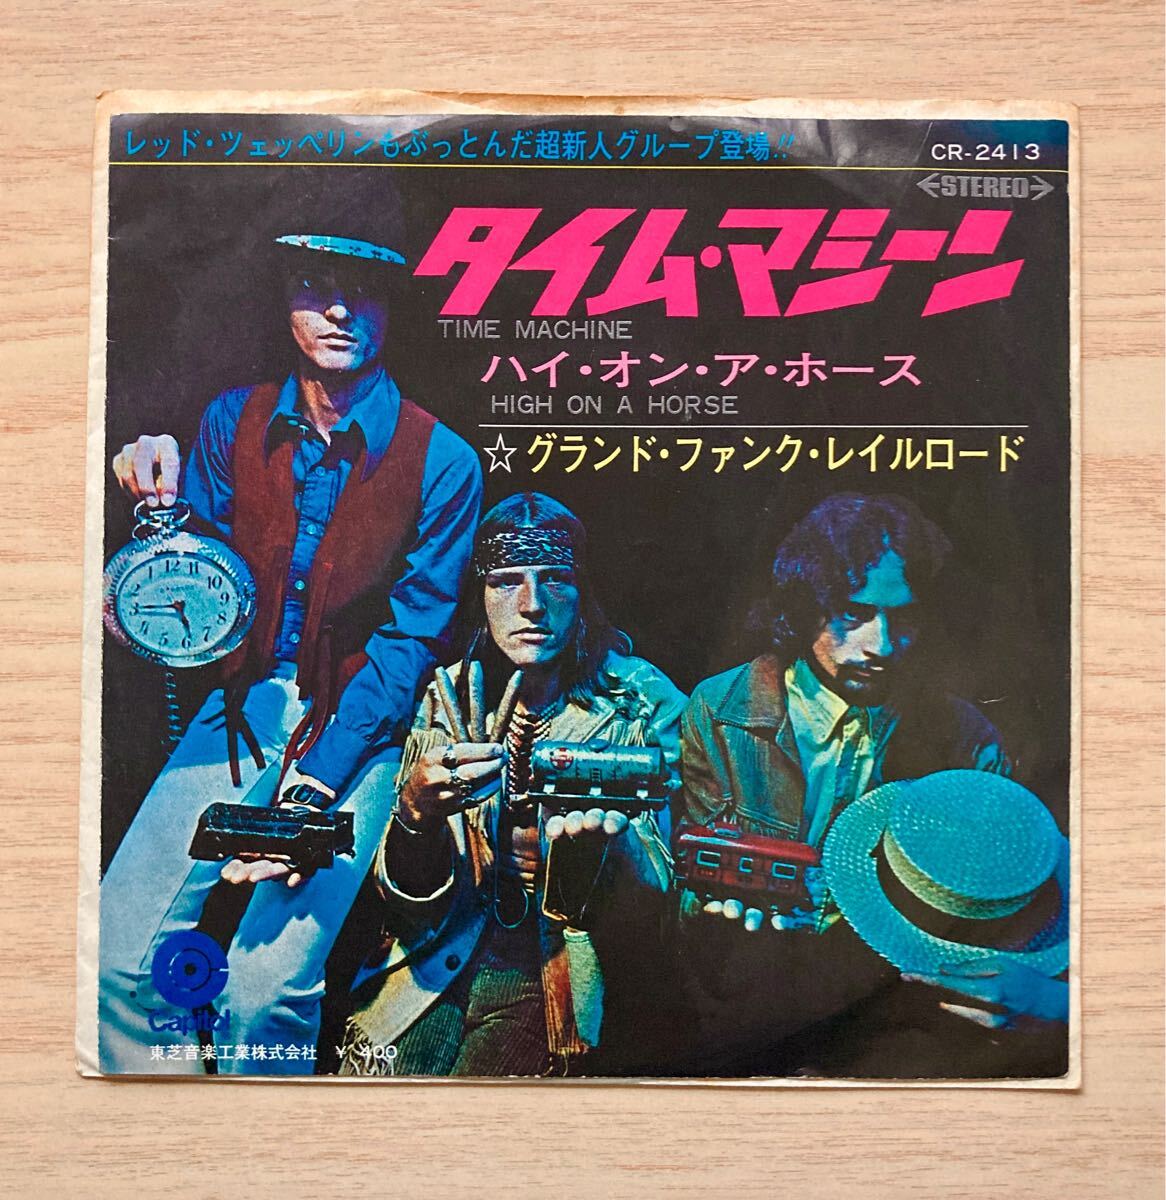 レッド・ツェッペリンもぶっとんだ超新人グループ登場!!
CR-2413
STEREO
タイム・マシーン
TIME MACHINE
ハイ・オン・ア・ホース
HIGH ON A HORSE
☆グランド・ファンク・レイルロード
Capitol
東芝音楽工業株式会社 ¥ 400